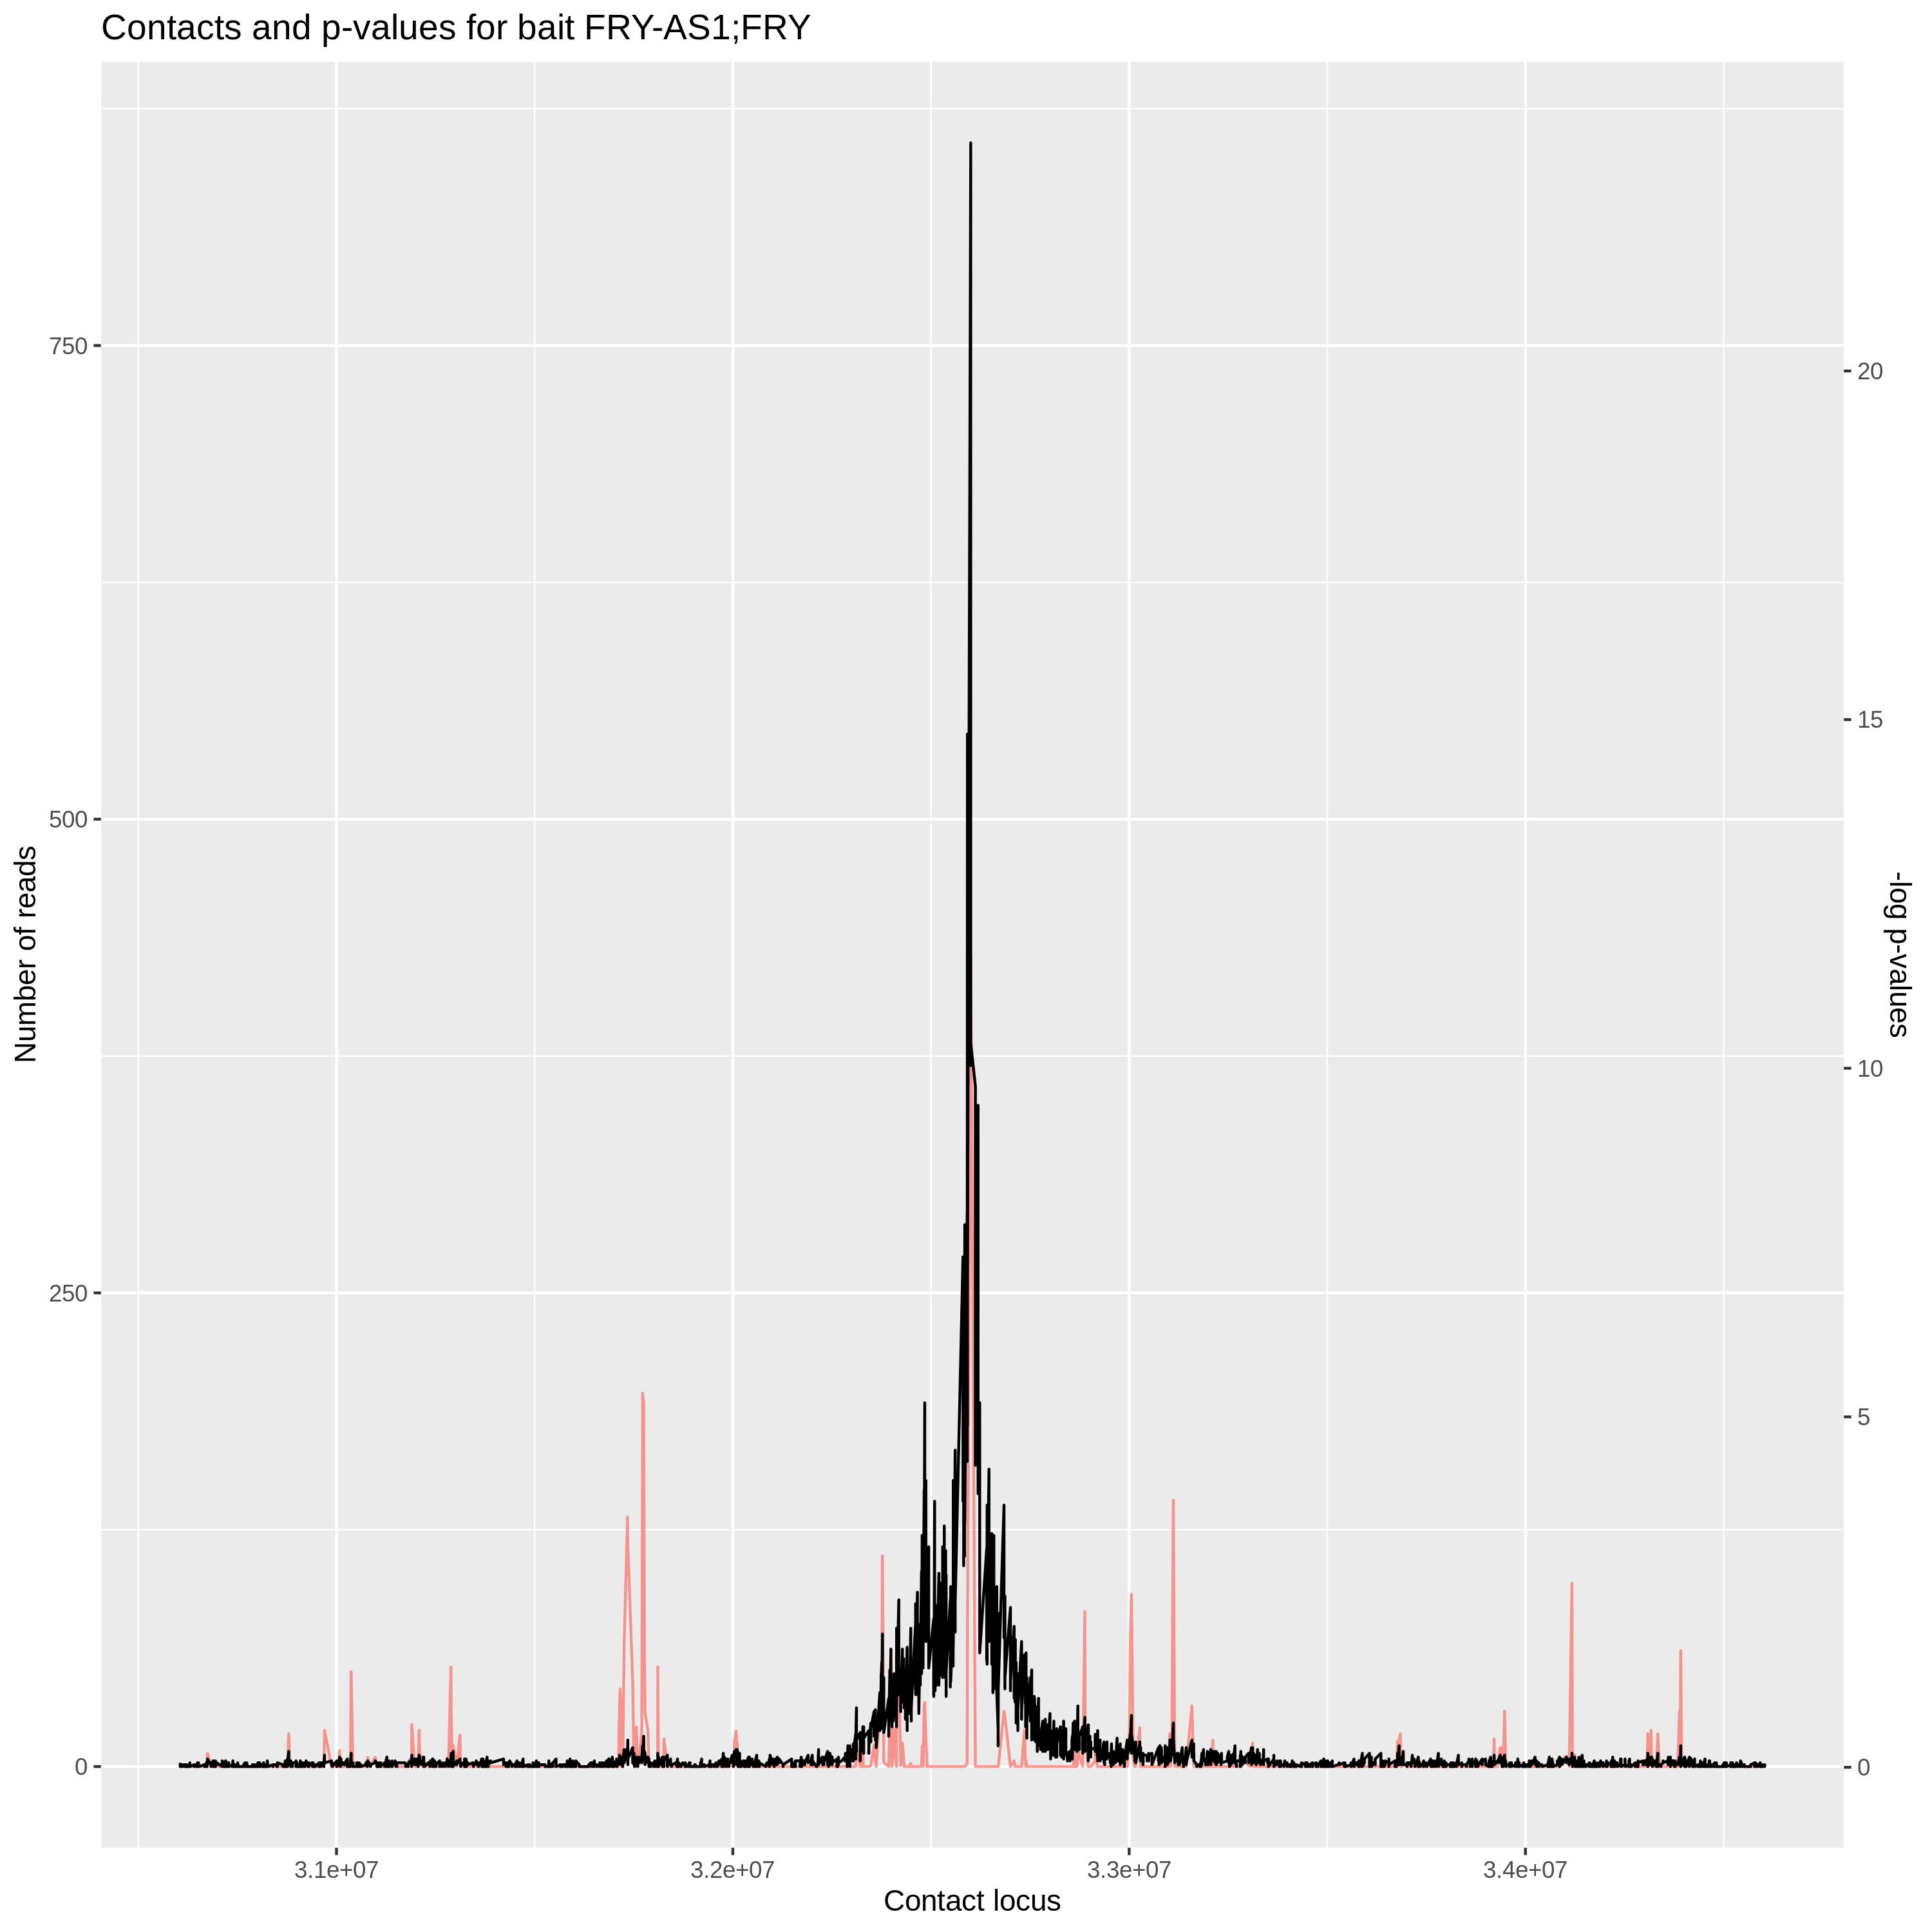 Contacts and p-values for bait FRY-AS1;FRY
Number of reads
750
500
250
0
20
15
10
5
0
-log p-values
3.1e+07
3.2e+07
3.3e+07
3.4e+07
Contact locus